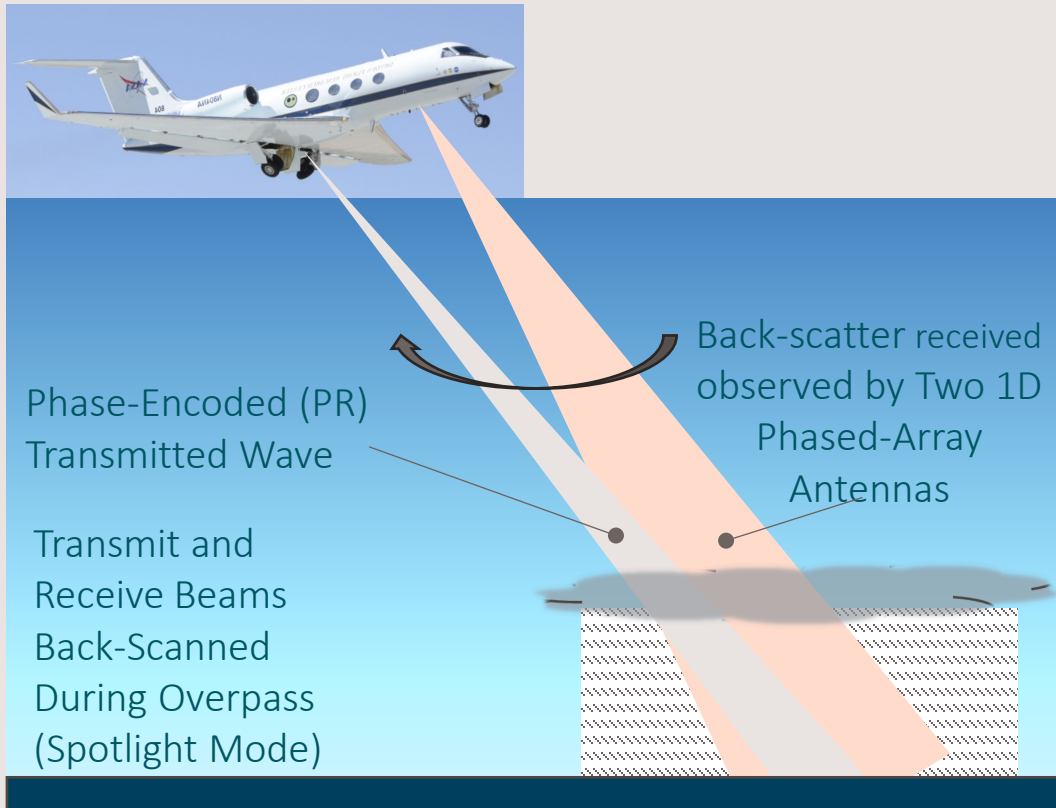 Back-scatter received
observed by Two 1D
Phased-Array
Antennas
Phase-Encoded (PR)
Transmitted Wave
Transmit and
Receive Beams
Back-Scanned
During Overpass
(Spotlight Mode)